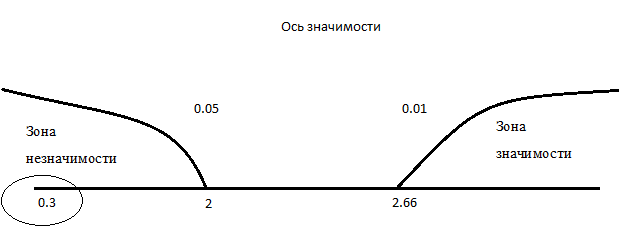 Ось значимости
0.05
0.01
Зона
незначимости
Зона
значимости
0.3
2
2.66